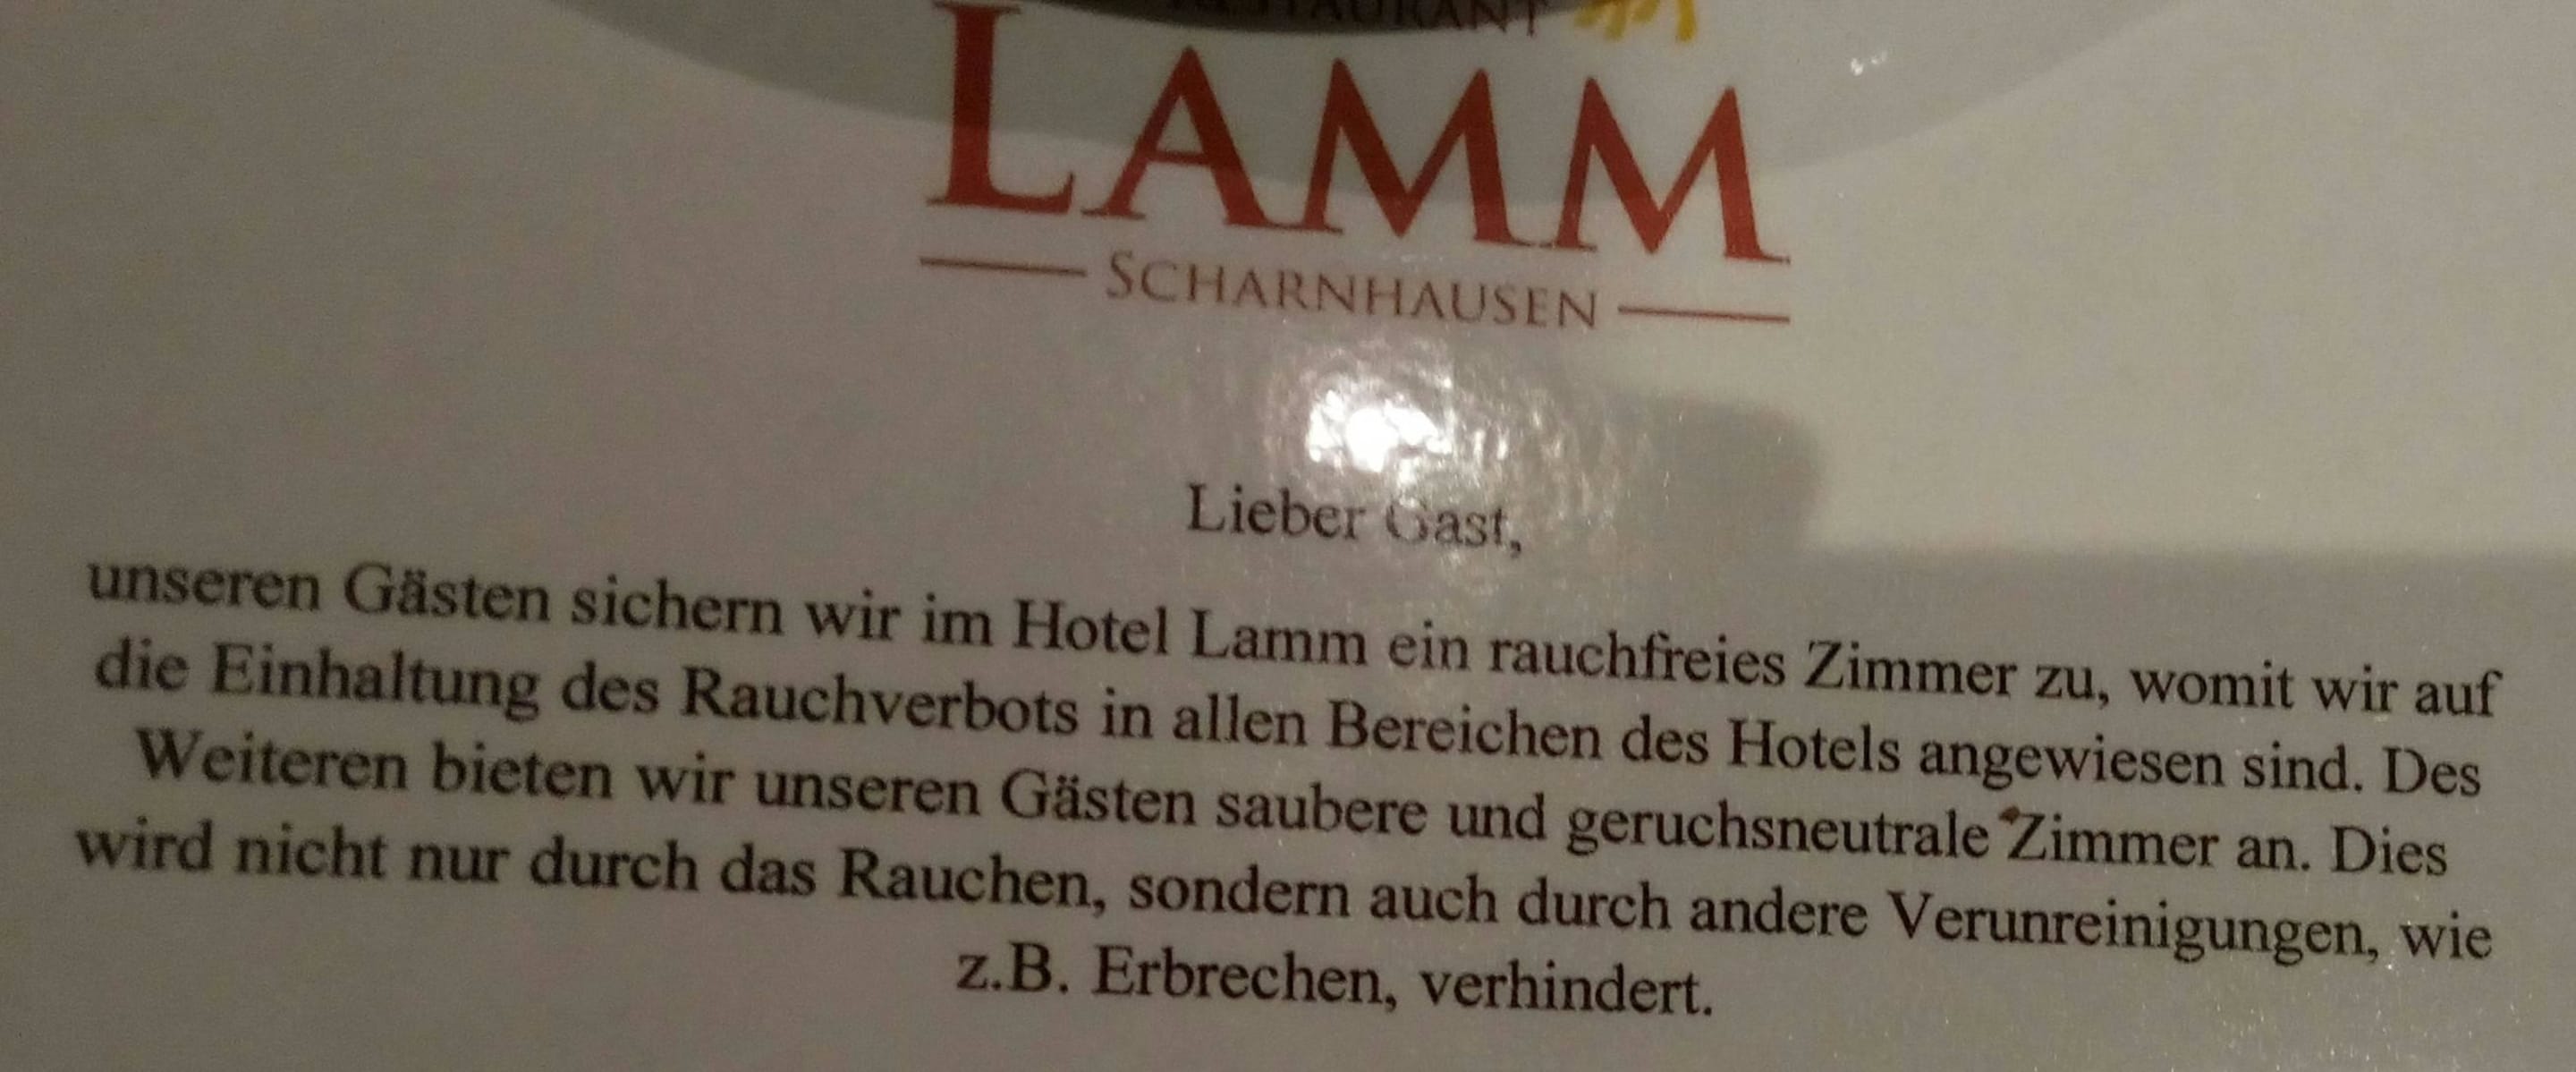 RESTAURANT
LAMM
SCHARNHAUSEN
Lieber Gast,
unseren Gästen sichern wir im Hotel Lamm ein rauchfreies Zimmer zu, womit wir auf
die Einhaltung des Rauchverbots in allen Bereichen des Hotels angewiesen sind. Des
Weiteren bieten wir unseren Gästen saubere und geruchsneutrale Zimmer an. Dies
wird nicht nur durch das Rauchen, sondern auch durch andere Verunreinigungen, wie
z.B. Erbrechen, verhindert.